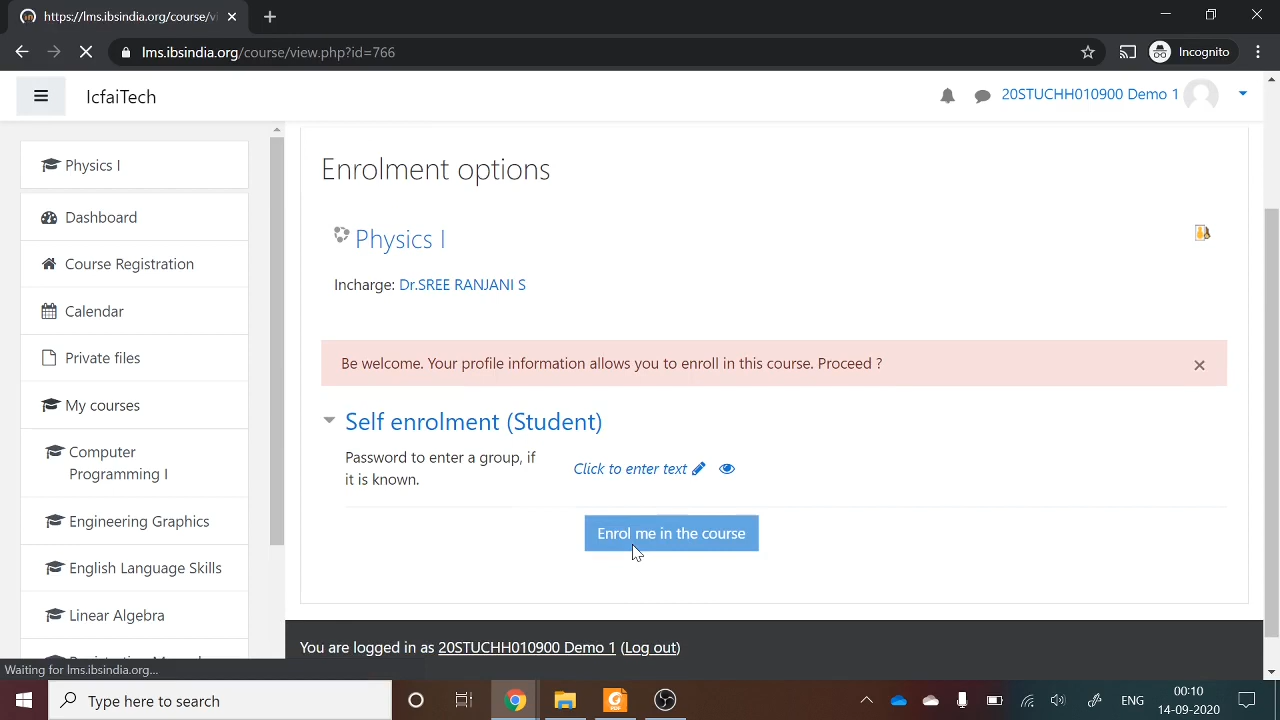 https://lms.ibsindia.org/course/vi
lms.ibsindia.org/course/view.php?id=766
Incognito
IcfaiTech
20STUCHH010900 Demo 1
Physics I
Dashboard
Course Registration
Calendar
Private files
My courses
Computer
Programming I
Engineering Graphics
English Language Skills
Linear Algebra
Enrolment options
Physics I
Incharge: Dr.SREE RANJANI S
Be welcome. Your profile information allows you to enroll in this course. Proceed ?
Self enrolment (Student)
Password to enter a group, if
it is known.
Click to enter text
Enrol me in the course
You are logged in as 20STUCHH010900 Demo 1 (Log out)
Waiting for lms.ibsindia.org...
Type here to search
ENG
00:10
14-09-2020